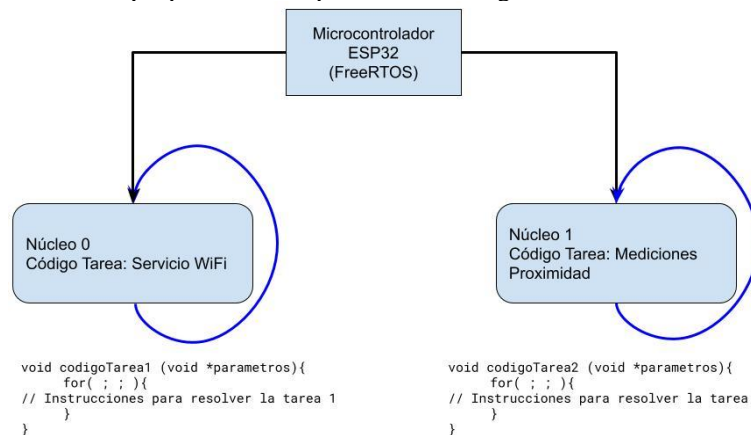 Microcontrolador
ESP32
(FreeRTOS)
Núcleo 0
Código Tarea: Servicio WiFi
Núcleo 1
Código Tarea: Mediciones
Proximidad
void codigoTarea1 (void *parametros){
for( ; ; ){
// Instrucciones para resolver la tarea 1
}
}
void codigoTarea2 (void *parametros){
for( ; ; ){
// Instrucciones para resolver la tarea
}
}